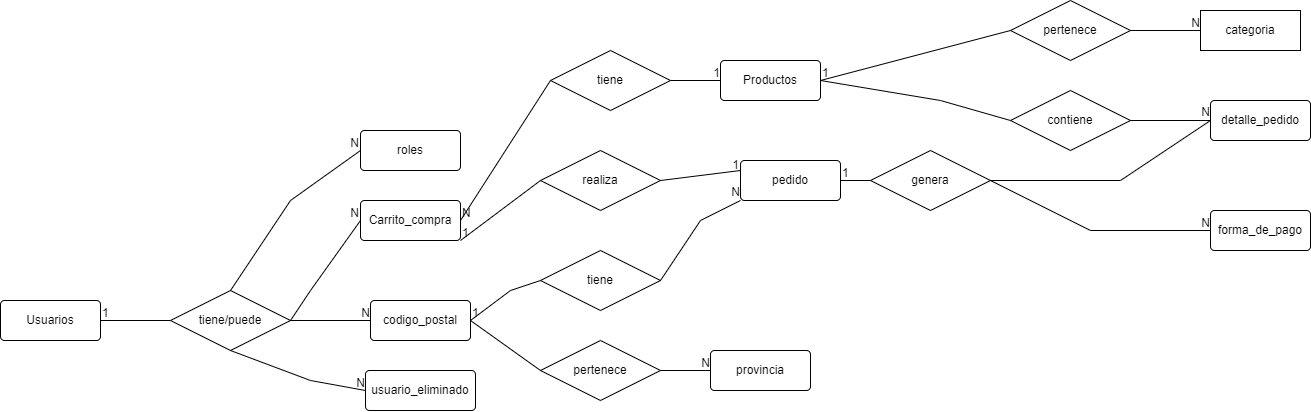 pertenece
N
categoria
tiene
1
Productos
1
contiene
N
detalle_pedido
N
roles
realiza
1
pedido
1
genera
N
N
Carrito_compra
N
1
N
forma_de_pago
tiene
Usuarios
1
tiene/puede
N
codigo_postal
1
pertenece
N
provincia
N
usuario_eliminado